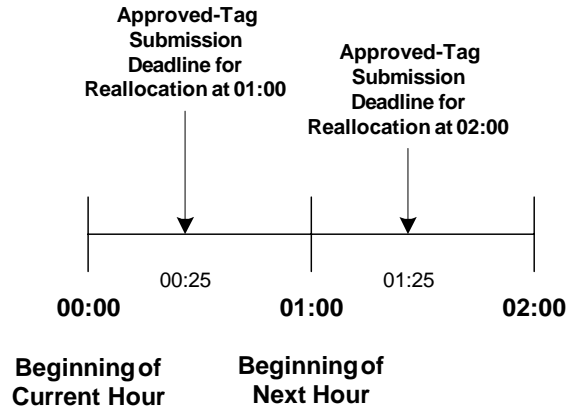 Approved-Tag
Submission
Deadline for
Reallocation at 01:00
Approved-Tag
Submission
Deadline for
Reallocation at 02:00
00:25
01:25
00:00
01:00
02:00
Beginning of
Current Hour
Beginning of
Next Hour